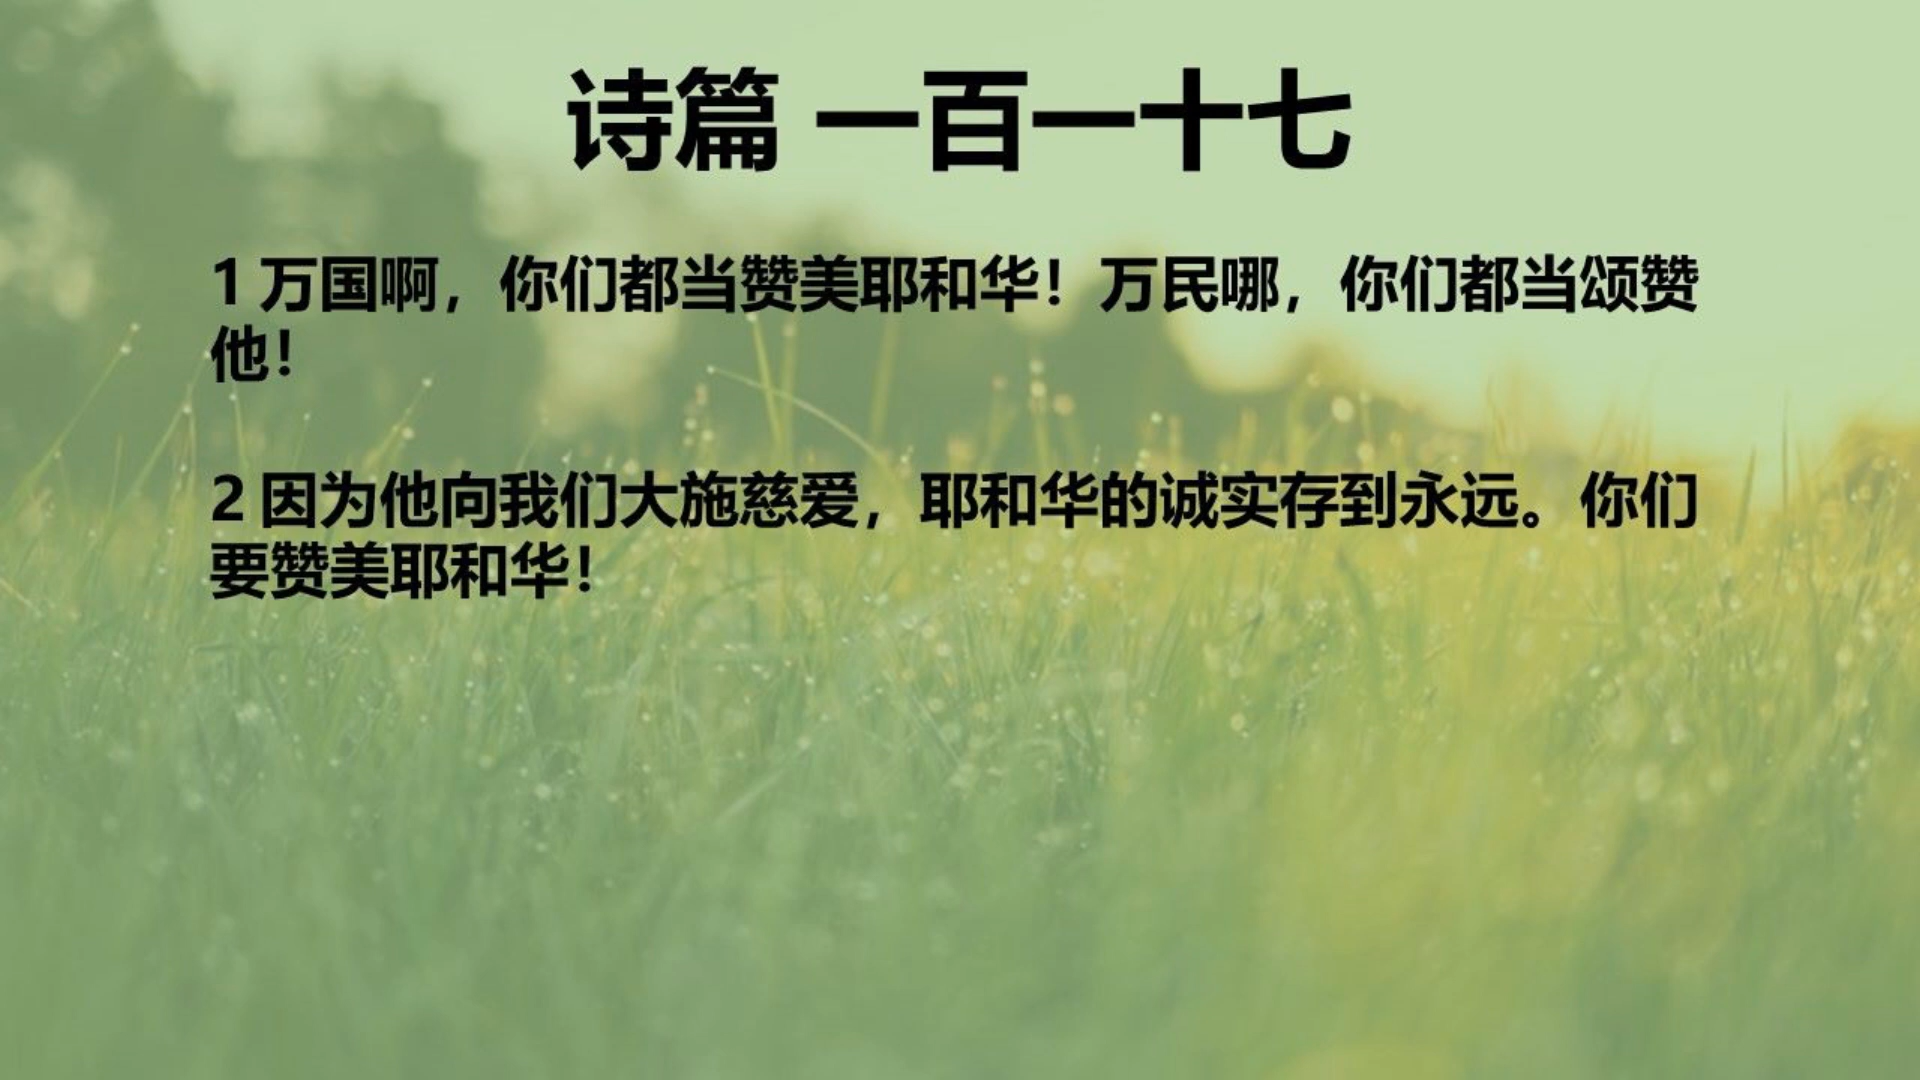 诗篇 一百一十七
1 万国啊，你们都当赞美耶和华！万民哪，你们都当颂赞
他！
2 因为他向我们大施慈爱，耶和华的诚实存到永远。你们
要赞美耶和华！